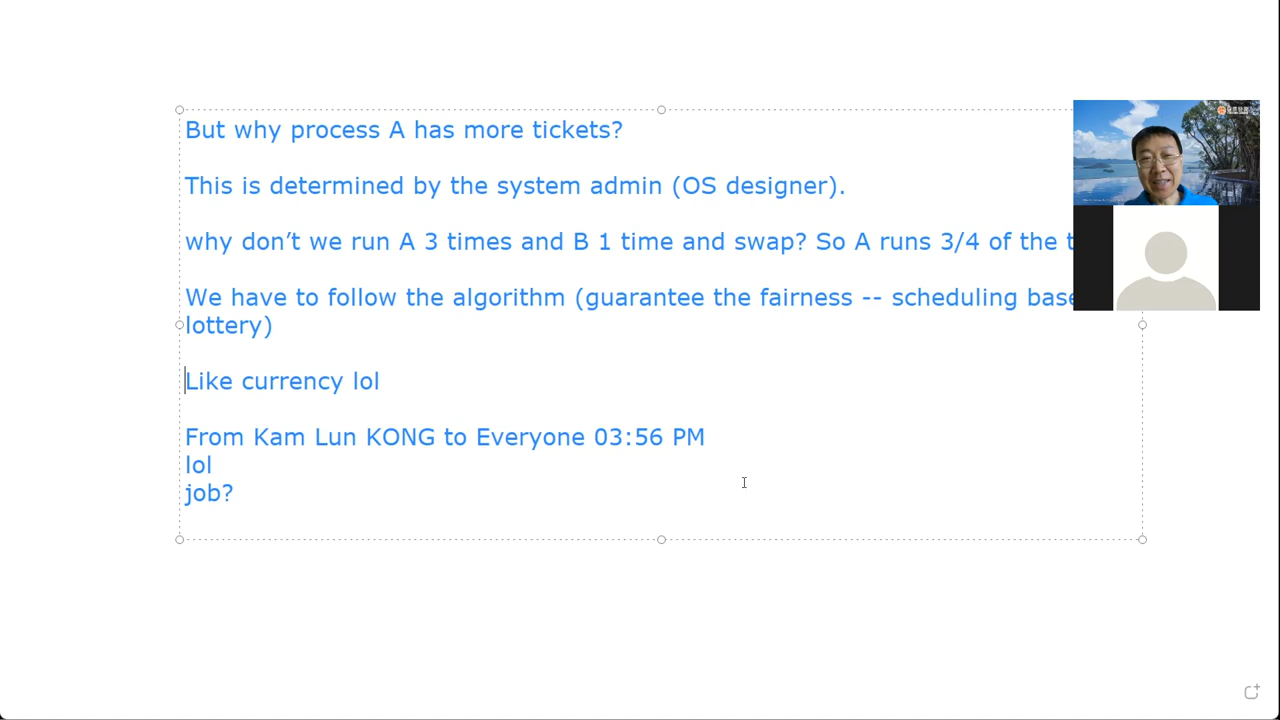 But why process A has more tickets?
This is determined by the system admin (OS designer).
why don’t we run A 3 times and B 1 time and swap? So A runs 3/4 of the
We have to follow the algorithm (guarantee the fairness -- scheduling
lottery)
Like currency lol
From Kam Lun KONG to Everyone 03:56 PM
lol
job?